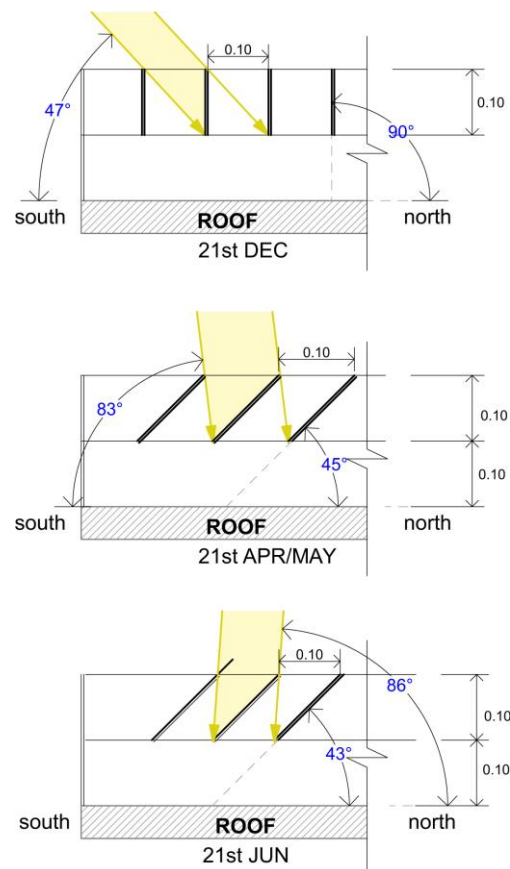 0.10
47°
0.10
90°
south
ROOF
north
21st DEC
0.10
83°
0.10
45°
0.10
south
ROOF
north
21st APR/MAY
0.10
86°
0.10
43°
0.10
south
ROOF
north
21st JUN